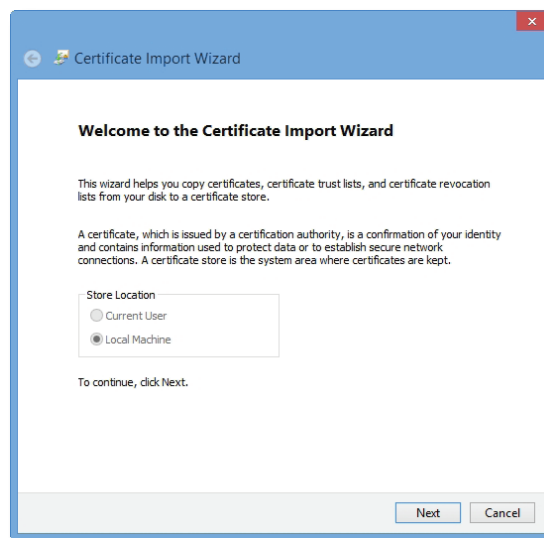 Certificate Import Wizard
Welcome to the Certificate Import Wizard
This wizard helps you copy certificates, certificate trust lists, and certificate revocation
lists from your disk to a certificate store.
A certificate, which is issued by a certification authority, is a confirmation of your identity
and contains information used to protect data or to establish secure network
connections. A certificate store is the system area where certificates are kept.
Store Location
Current User
Local Machine
To continue, click Next.
Next Cancel